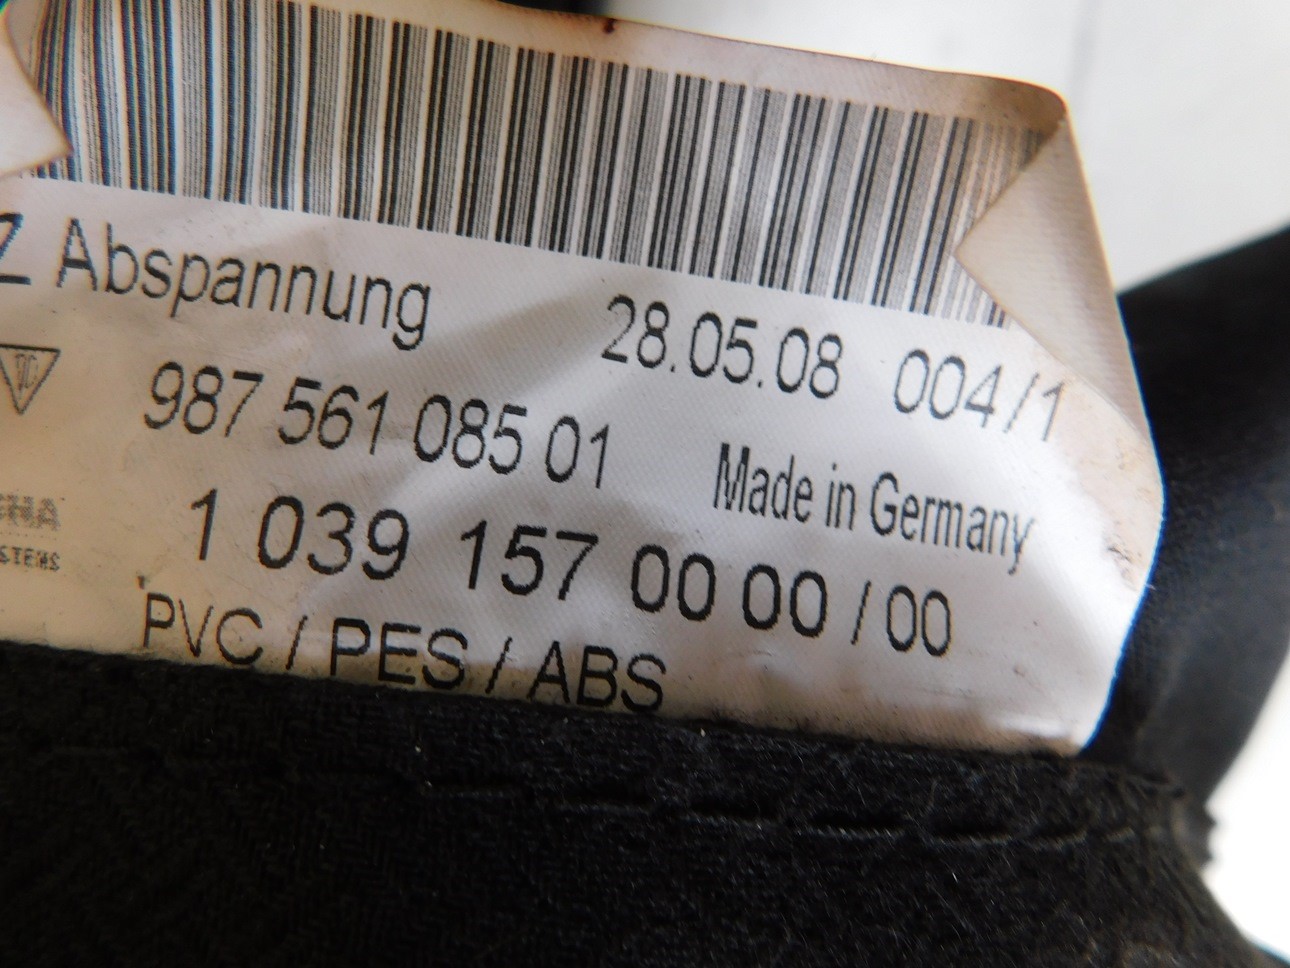 Z Abspannung 28.05.08 004/1
987 561 085 01 Made in Germany
1 039 157 00 00 / 00
PVC / PES / ABS